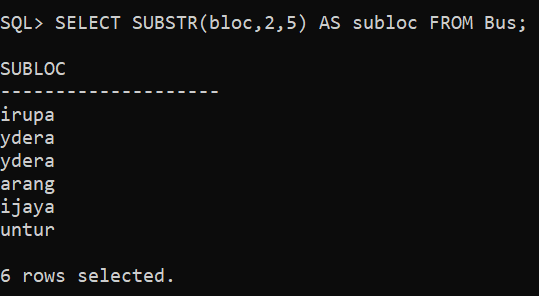 SQL> SELECT SUBSTR(bloc,2,5) AS subloc FROM Bus;
SUBLOC
--------------------
irupa
ydera
ydera
arang
ijaya
untur
6 rows selected.